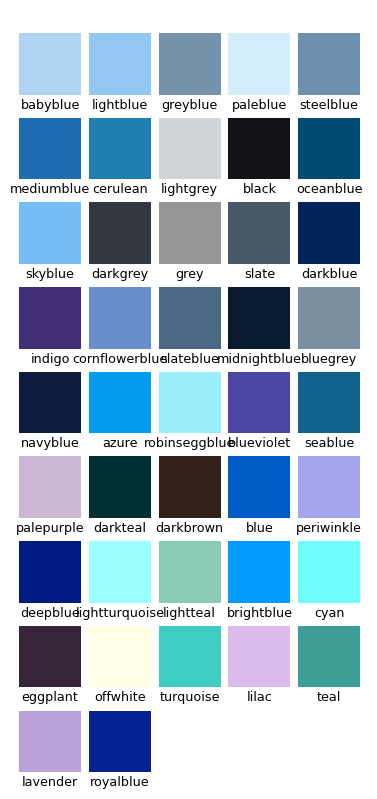 babyblue lightblue greyblue paleblue steelblue
mediumblue cerulean lightgrey black oceanblue
skyblue darkgrey grey slate darkblue
indigo cornflowerblue slateblue midnightblue bluegrey
navyblue azure robinseggblue blueviolet seablue
palepurple darkteal darkbrown blue periwinkle
deepblue lightturquoise lightteal brightblue cyan
eggplant offwhite turquoise lilac teal
lavender royalblue